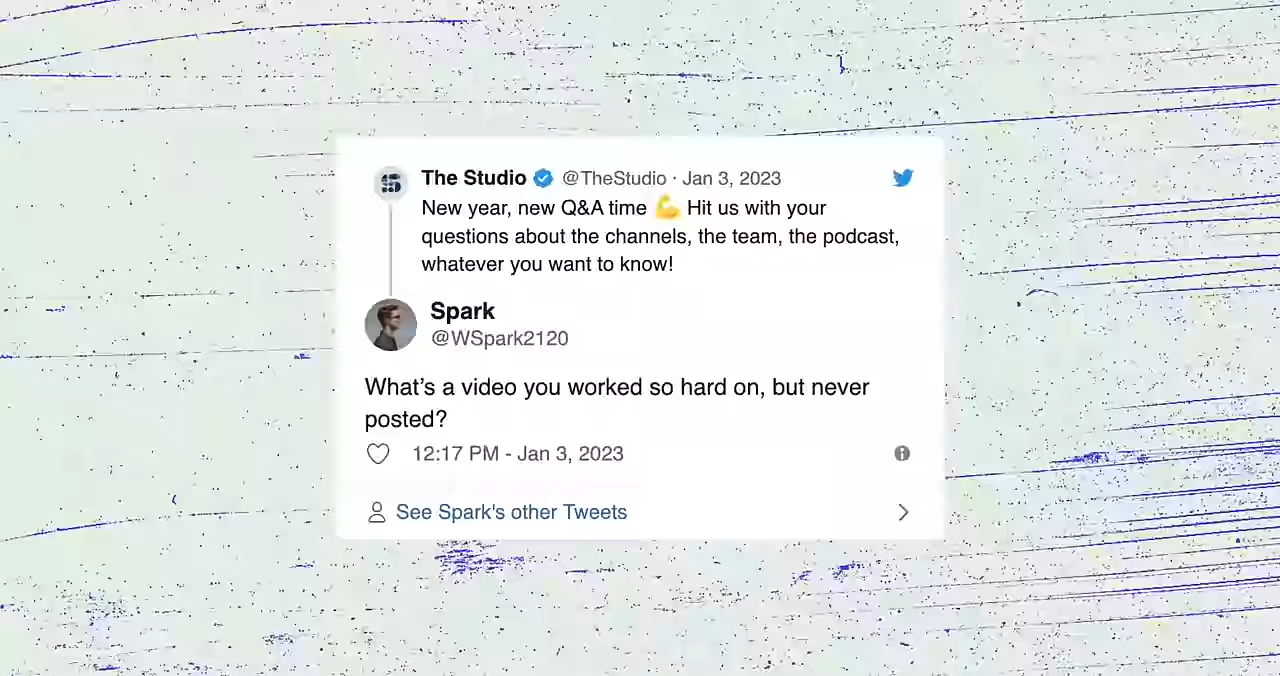 The Studio @TheStudio · Jan 3, 2023
New year, new Q&A time 💪 Hit us with your
questions about the channels, the team, the podcast,
whatever you want to know!
Spark
@WSpark2120
What’s a video you worked so hard on, but never
posted?
12:17 PM - Jan 3, 2023
See Spark's other Tweets